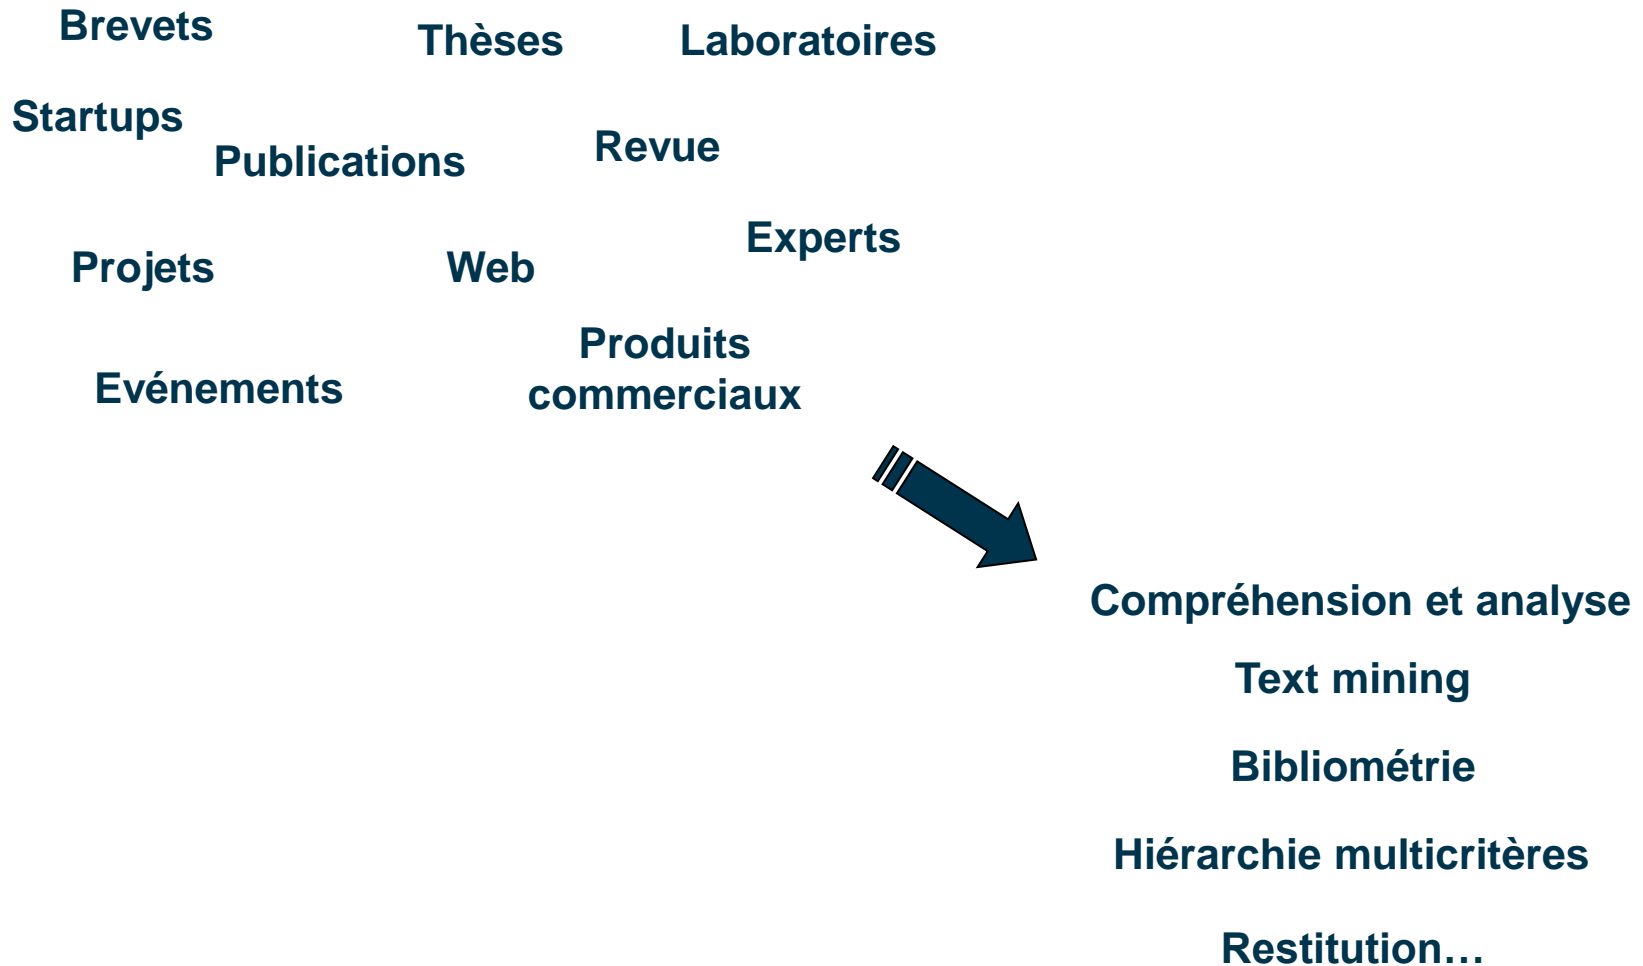 Brevets
Thèses
Laboratoires
Startups
Publications
Revue
Experts
Projets
Web
Produits
commerciaux
Evénements
Compréhension et analyse
Text mining
Bibliométrie
Hiérarchie multicritères
Restitution…